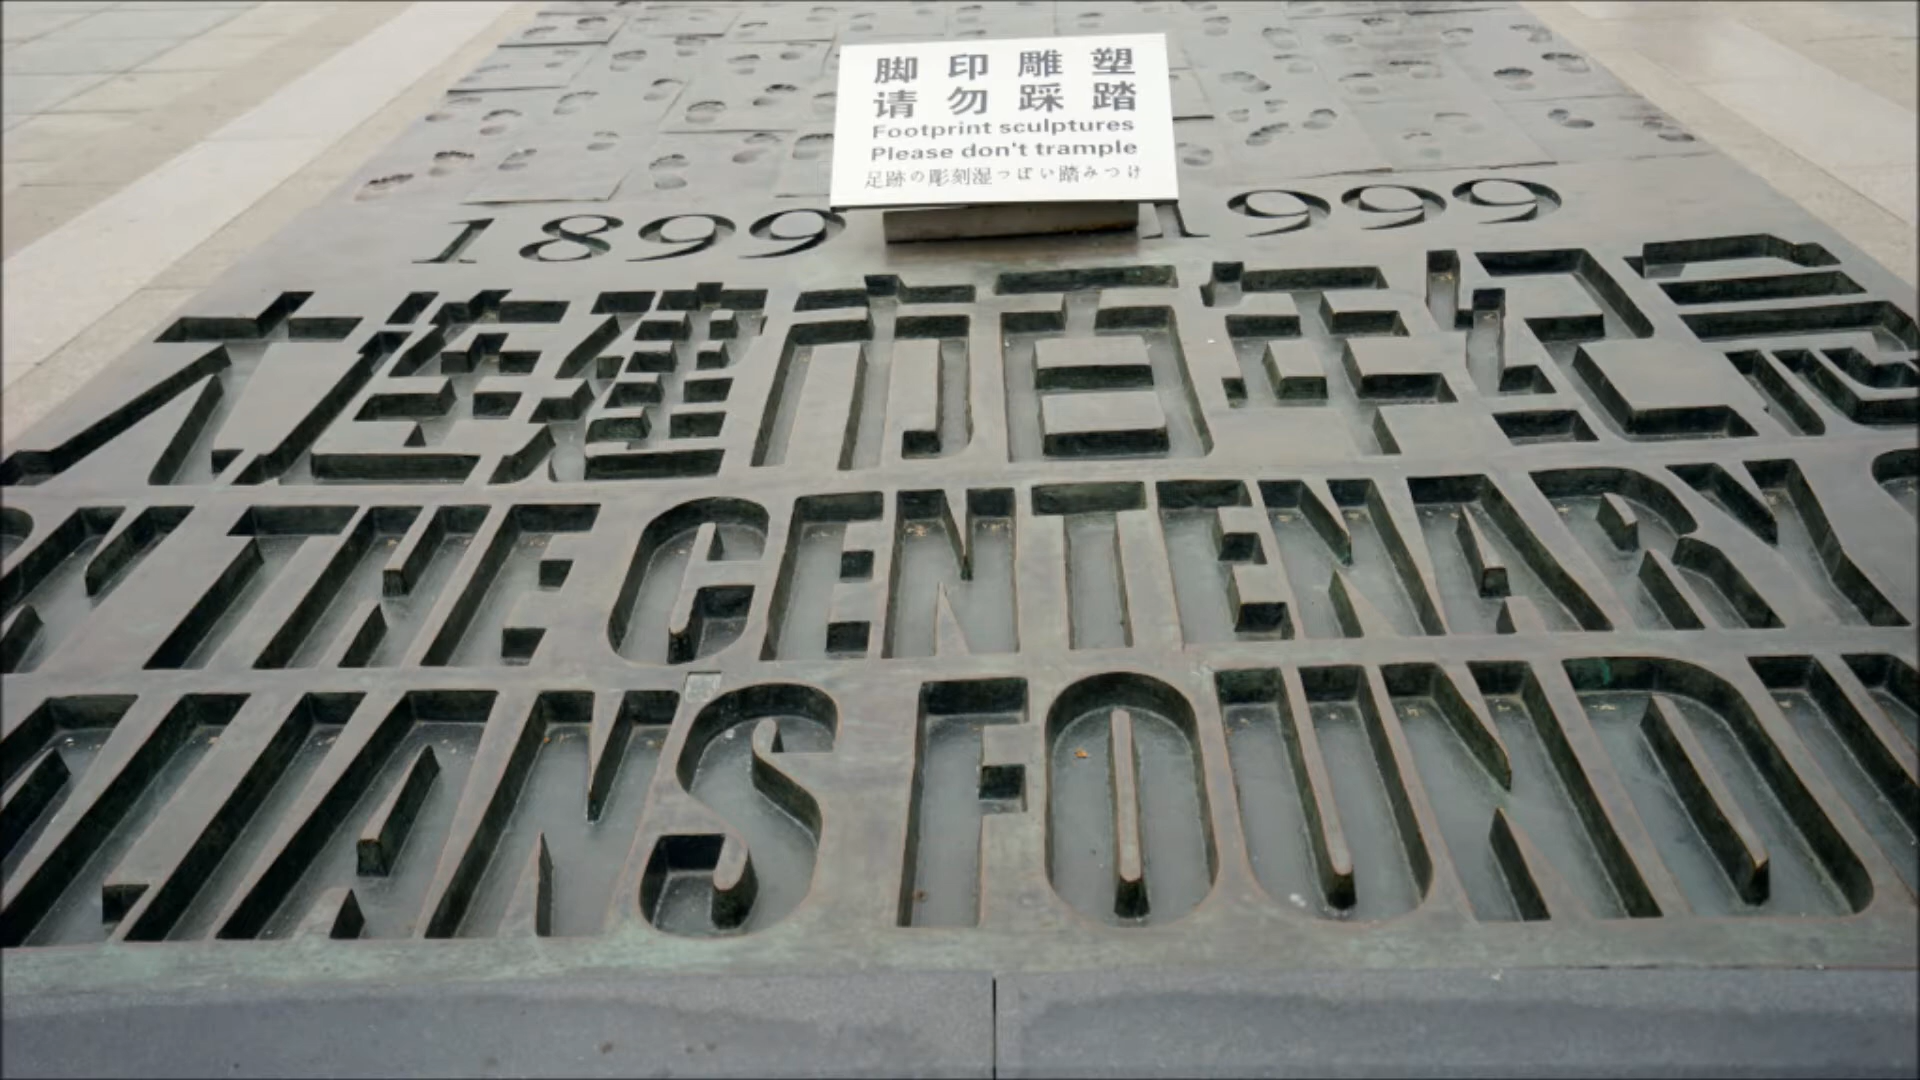 脚印雕塑
请勿踩踏
Footprint sculptures
Please don't trample
足跡の彫刻湿っぽい踏みつけ
1899 1999
大连建市百年纪念
THE CENTENARY
LIANS FOUND